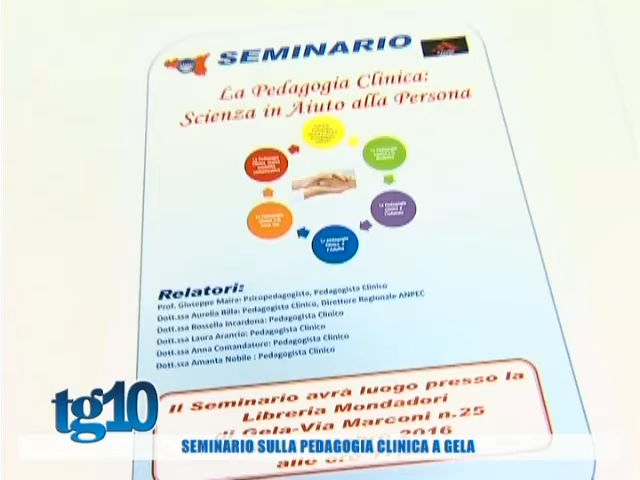 SEMINARIO
La Pedagogia Clinica:
Scienza in Aiuto alla Persona
Relatori:
Prof. Giuseppe Maira: Psicopedagogista, Pedagogista Clinico
Dott.ssa Aurelia Rilla: Pedagogista Clinico, Direttore Regionale ANPEC
Dott.ssa Rossella Incardona: Pedagogista Clinico
Dott.ssa Laura Arancio: Pedagogista Clinico
Dott.ssa Anna Comandatore: Pedagogista Clinico
Dott.ssa Amanta Nobile : Pedagogista Clinico
Il Seminario avrà luogo presso la
Libreria Mondadori
di Gela-Via Marconi n.25
2016
alle
tg10
SEMINARIO SULLA PEDAGOGIA CLINICA A GELA